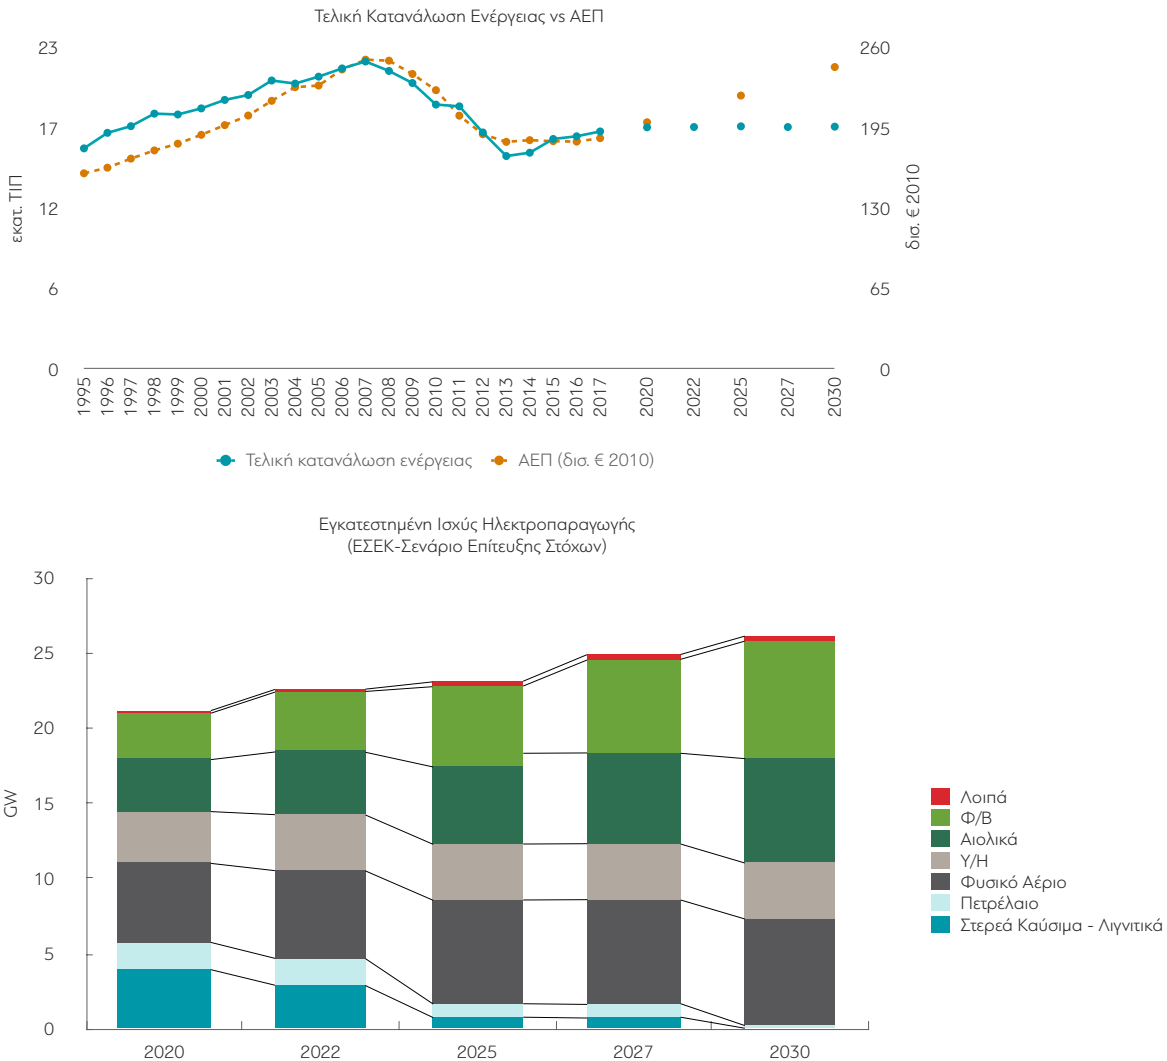 Τελική Κατανάλωση Ενέργειας vs ΑΕΠ
23
17
12
6
0
εκατ. ΤΙΠ
260
195
130
65
0
δισ. € 2010
1995 1996 1997 1998 1999 2000 2001 2002 2003 2004 2005 2006 2007 2008 2009 2010 2011 2012 2013 2014 2015 2016 2017 2020 2022 2025 2027 2030
Τελική κατανάλωση ενέργειας ΑΕΠ (δισ. € 2010)
Εγκατεστημένη Ισχύς Ηλεκτροπαραγωγής
(ΕΣΕΚ-Σενάριο Επίτευξης Στόχων)
30
25
20
15
10
5
0
GW
2020 2022 2025 2027 2030
Λοιπά
Φ/Β
Αιολικά
Υ/Η
Φυσικό Αέριο
Πετρέλαιο
Στερεά Καύσιμα - Λιγνιτικά